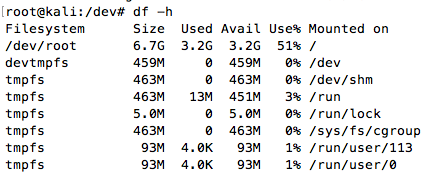 [root@kali:/dev# df -h
Filesystem Size Used Avail Use% Mounted on
/dev/root 6.7G 3.2G 3.2G 51% /
devtmpfs 459M 0 459M 0% /dev
tmpfs 463M 0 463M 0% /dev/shm
tmpfs 463M 13M 451M 3% /run
tmpfs 5.0M 0 5.0M 0% /run/lock
tmpfs 463M 0 463M 0% /sys/fs/cgroup
tmpfs 93M 4.0K 93M 1% /run/user/113
tmpfs 93M 4.0K 93M 1% /run/user/0